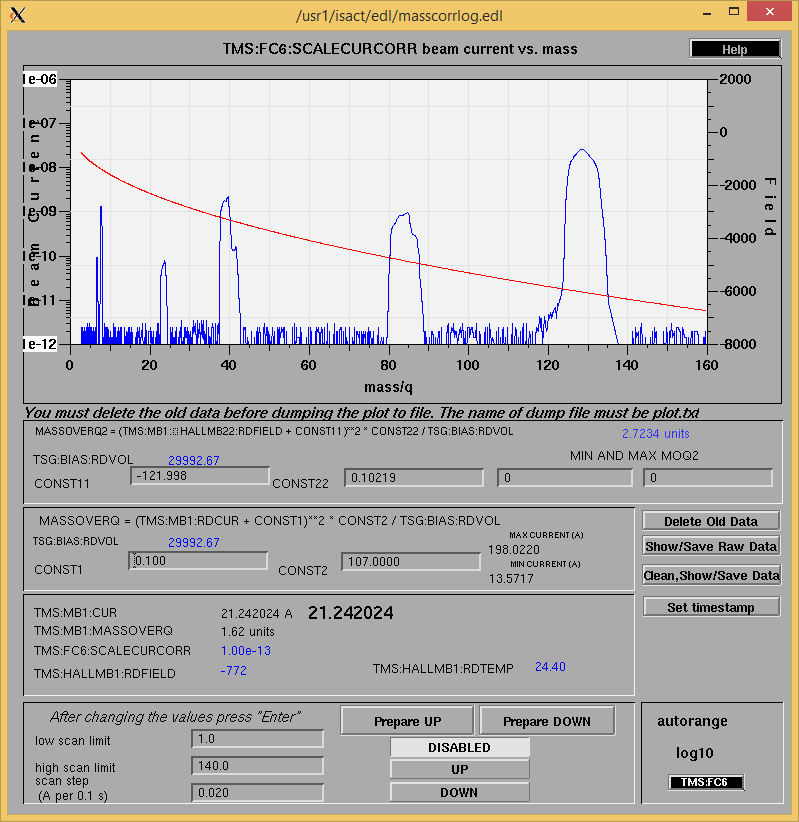 /usr1/isact/edl/masscorrlog.edl
TMS:FC6:SCALECURCORR beam current vs. mass
Help
1e-06
1e-07
1e-08
1e-09
1e-10
1e-11
1e-12
Beam Current
2000
0
-2000
-4000
-6000
-8000
Field
0 20 40 60 80 100 120 140 160
mass/q
You must delete the old data before dumping the plot to file. The name of dump file must be plot.txt
MASSOVERQ2 = (TMS:MB1: HALLMB22:RDFIELD + CONST11)**2 * CONST22 / TSG:BIAS:RDVOL
2.7234 units
TSG:BIAS:RDVOL 29992.67
MIN AND MAX MOQ2
CONST11 -121.998 CONST22 0.10219 0 0
MASSOVERQ = (TMS:MB1:RDCUR + CONST1)**2 * CONST2 / TSG:BIAS:RDVOL
TSG:BIAS:RDVOL 29992.67
MAX CURRENT (A)
198.0220
CONST1 0.100 CONST2 107.0000
MIN CURRENT (A)
13.5717
Delete Old Data
Show/Save Raw Data
Clean,Show/Save Data
Set timestamp
TMS:MB1:CUR 21.242024 A 21.242024
TMS:MB1:MASSOVERQ 1.62 units
TMS:FC6:SCALECURCORR 1.00e-13
TMS:HALLMB1:RDFIELD -772
TMS:HALLMB1:RDTEMP 24.40
After changing the values press "Enter"
low scan limit 1.0
high scan limit 140.0
scan step
(A per 0.1 s) 0.020
Prepare UP
Prepare DOWN
DISABLED
UP
DOWN
autorange
log10
TMS:FC6